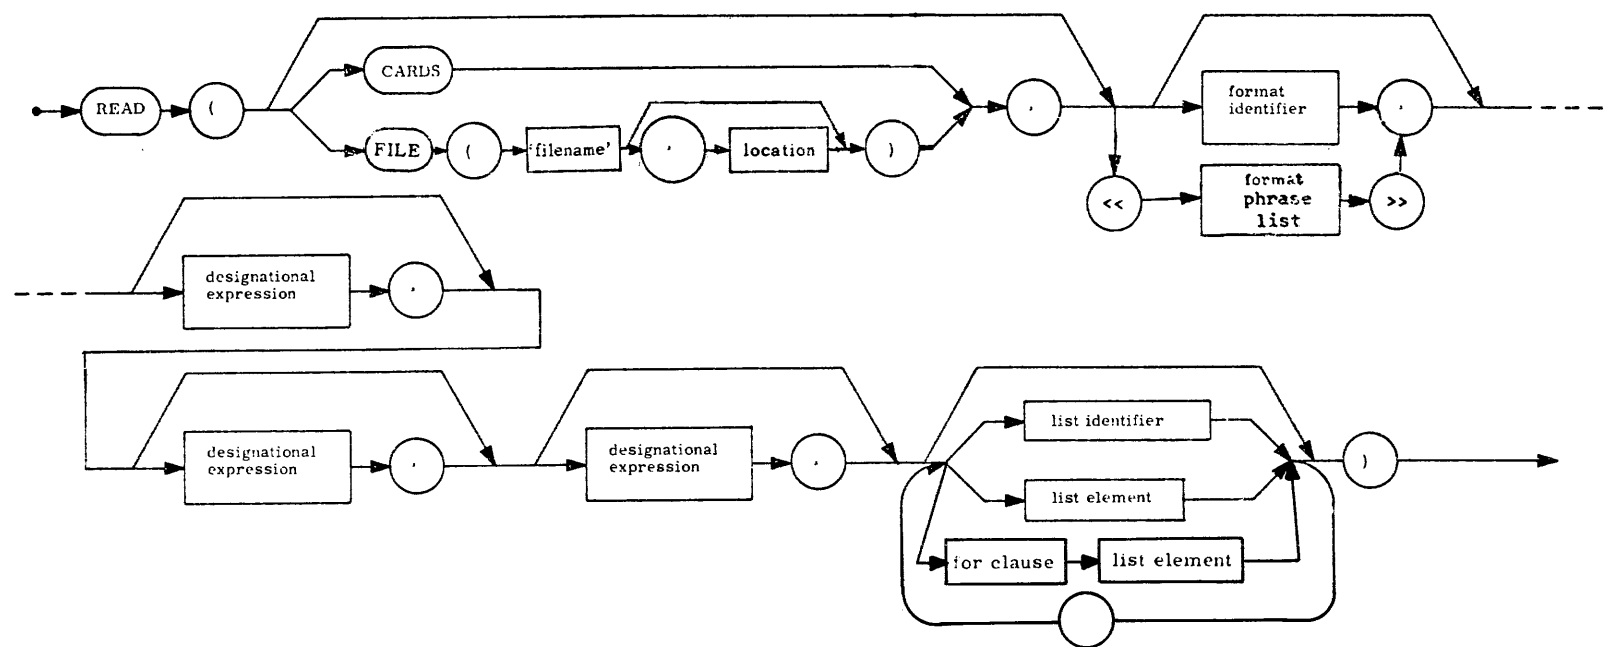 CARDS
READ ( , format identifier ,
FILE ( 'filename' , location )
<< format phrase list >>
designational expression ,
designational expression , designational expression , list identifier )
list element
for clause list element